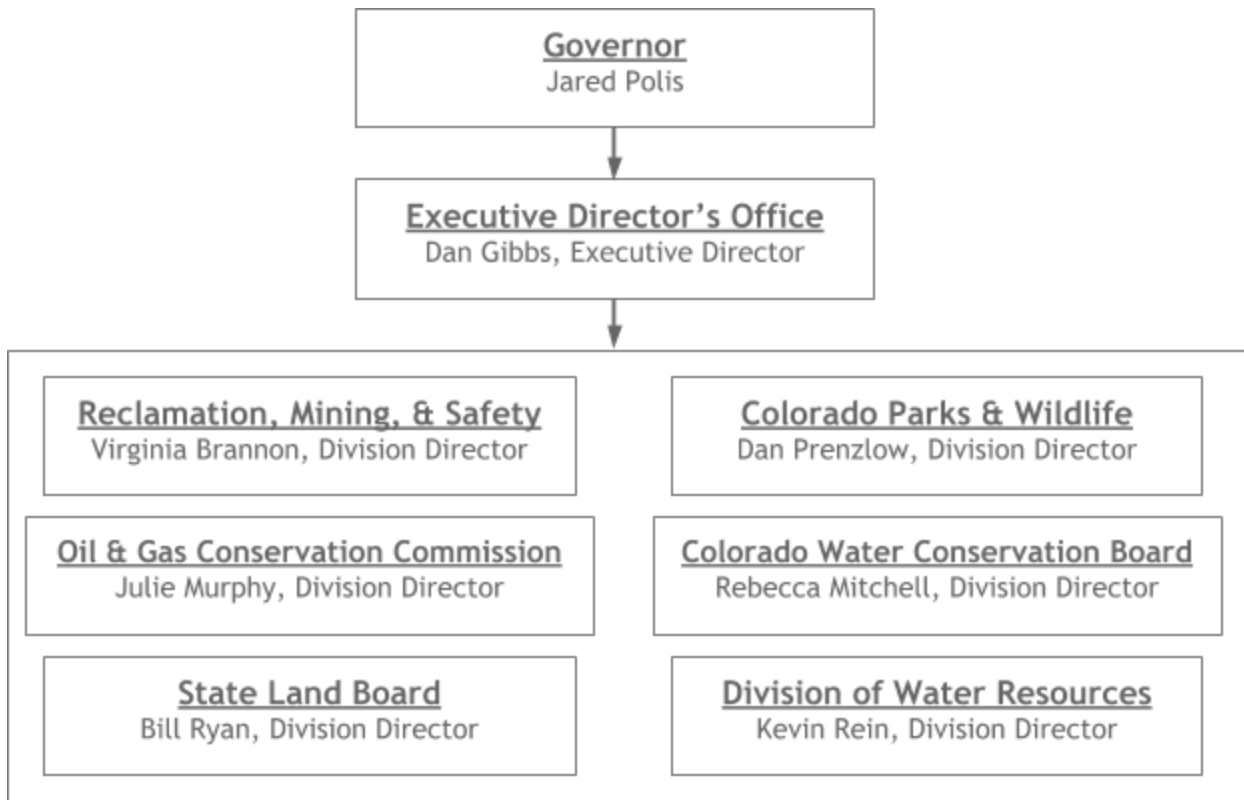 Governor
Jared Polis
Executive Director’s Office
Dan Gibbs, Executive Director
Reclamation, Mining, & Safety
Virginia Brannon, Division Director
Colorado Parks & Wildlife
Dan Prenzlow, Division Director
Oil & Gas Conservation Commission
Julie Murphy, Division Director
Colorado Water Conservation Board
Rebecca Mitchell, Division Director
State Land Board
Bill Ryan, Division Director
Division of Water Resources
Kevin Rein, Division Director